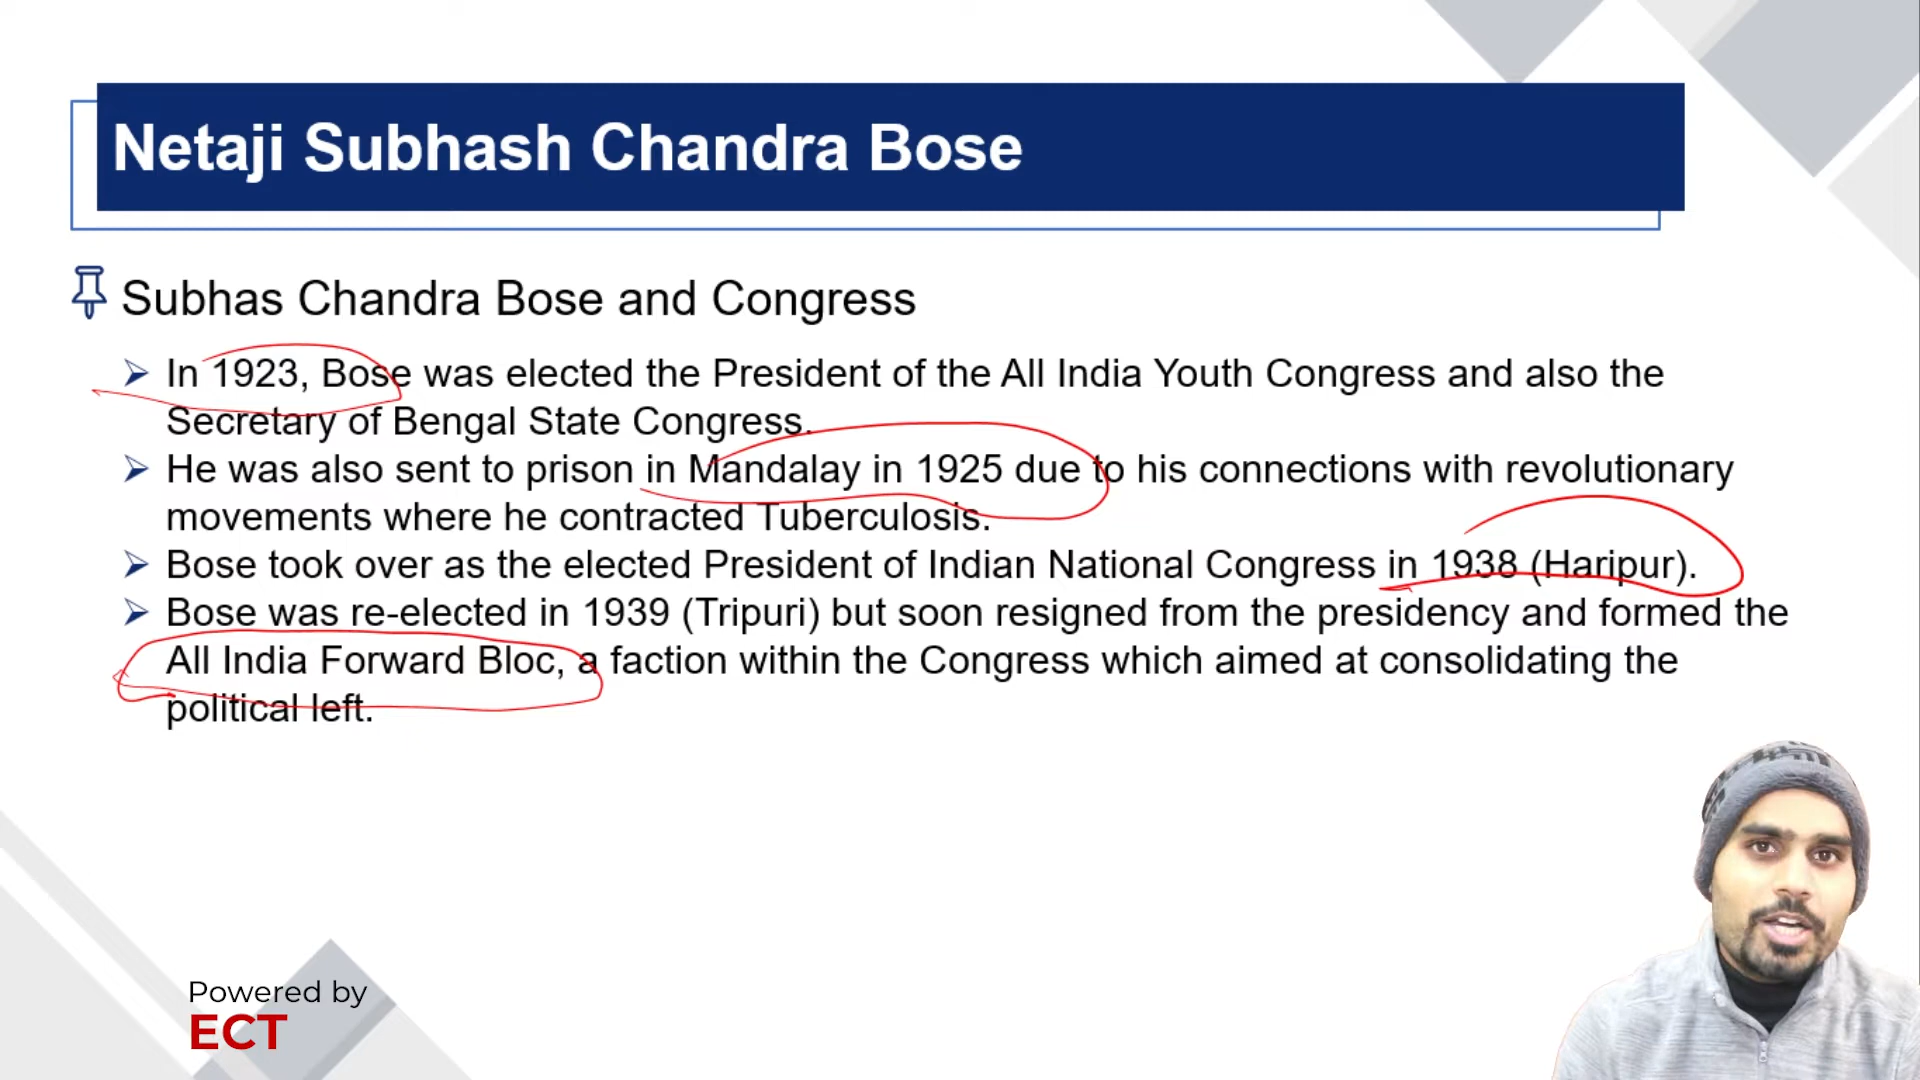 Netaji Subhash Chandra Bose
Subhas Chandra Bose and Congress
In 1923, Bose was elected the President of the All India Youth Congress and also the
Secretary of Bengal State Congress.
He was also sent to prison in Mandalay in 1925 due to his connections with revolutionary
movements where he contracted Tuberculosis.
Bose took over as the elected President of Indian National Congress in 1938 (Haripur).
Bose was re-elected in 1939 (Tripuri) but soon resigned from the presidency and formed the
All India Forward Bloc, a faction within the Congress which aimed at consolidating the
political left.
Powered by
ECT